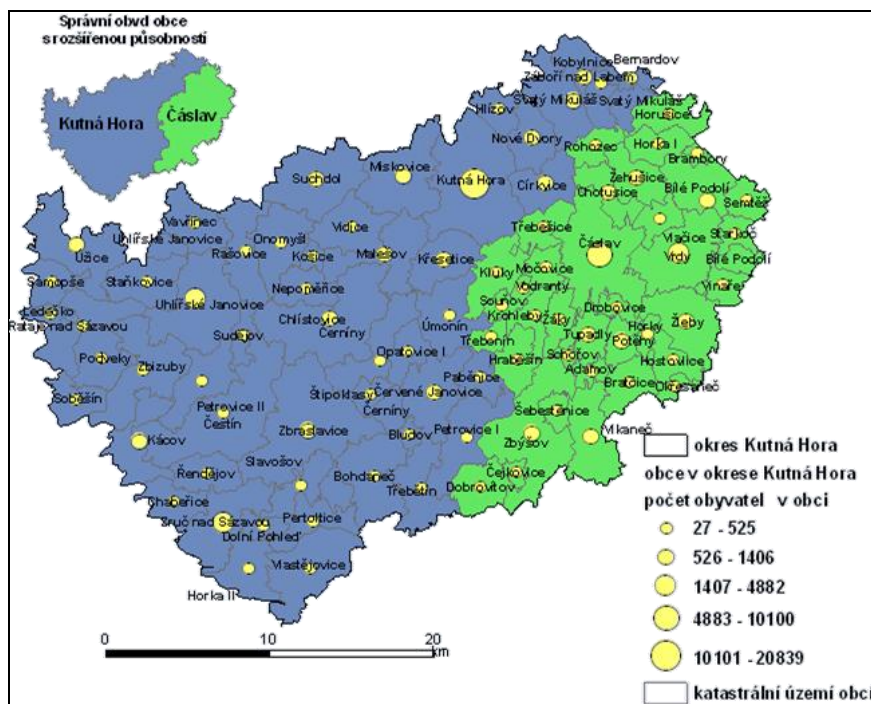 Správní obvd obce
s rozšířenou působností
Kutná Hora
Čáslav
Kobylnice
Bernardov
Záboří nad Labem
Svatý Mikuláš
Svatý Mikuláš
Hlízov
Horušice
Nové Dvory
Rohozec
Horka I
Brambory
Miskovice
Suchdol
Kutná Hora
Církvice
Žehušice
Chotusice
Bílé Podolí
Semtěš
Vavřinec
Uhlířské Janovice
Onomyšl
Vidice
Třebešice
Starkoč
Úžice
Rašovice
Košice
Malešov
Křesetice
Čáslav
Vlačice
Vrdy
Bílé Podolí
Samopše
Staňkovice
Nepoměřice
Kluky
Močovice
Vodranty
Vinaře
Ledečko
Uhlířské Janovice
Souňov
Drobovice
Rataje nad Sázavou
Chlístovice
Černíny
Úmonín
Krchleby
Žáky
Horky
Žleby
Sudějov
Třebonín
Tupadly
Potěhy
Podveky
Zbizuby
Opatovice I
Hraběšín
Schořov
Adamov
Hostovlice
Paběnice
Bratčice
Okřesaneč
Soběšín
Petrovice II
Čestín
Štipoklasy
Červené Janovice
Černíny
Šebestěnice
Kácov
Zbraslavice
Bludov
Petrovice I
Zbýšov
Vlkaneč
Slavošov
Řendějov
Bohdaneč
Čejkovice
Chabeřice
Třebětín
Dobrovítov
Zruč nad Sázavou
Pertoltice
Dolní Pohleď
Vlastějovice
Horka II
0 10 20
km
okres Kutná Hora
obce v okrese Kutná Hora
počet obyvatel v obci
27 - 525
526 - 1406
1407 - 4882
4883 - 10100
10101 - 20839
katastrální území obcí